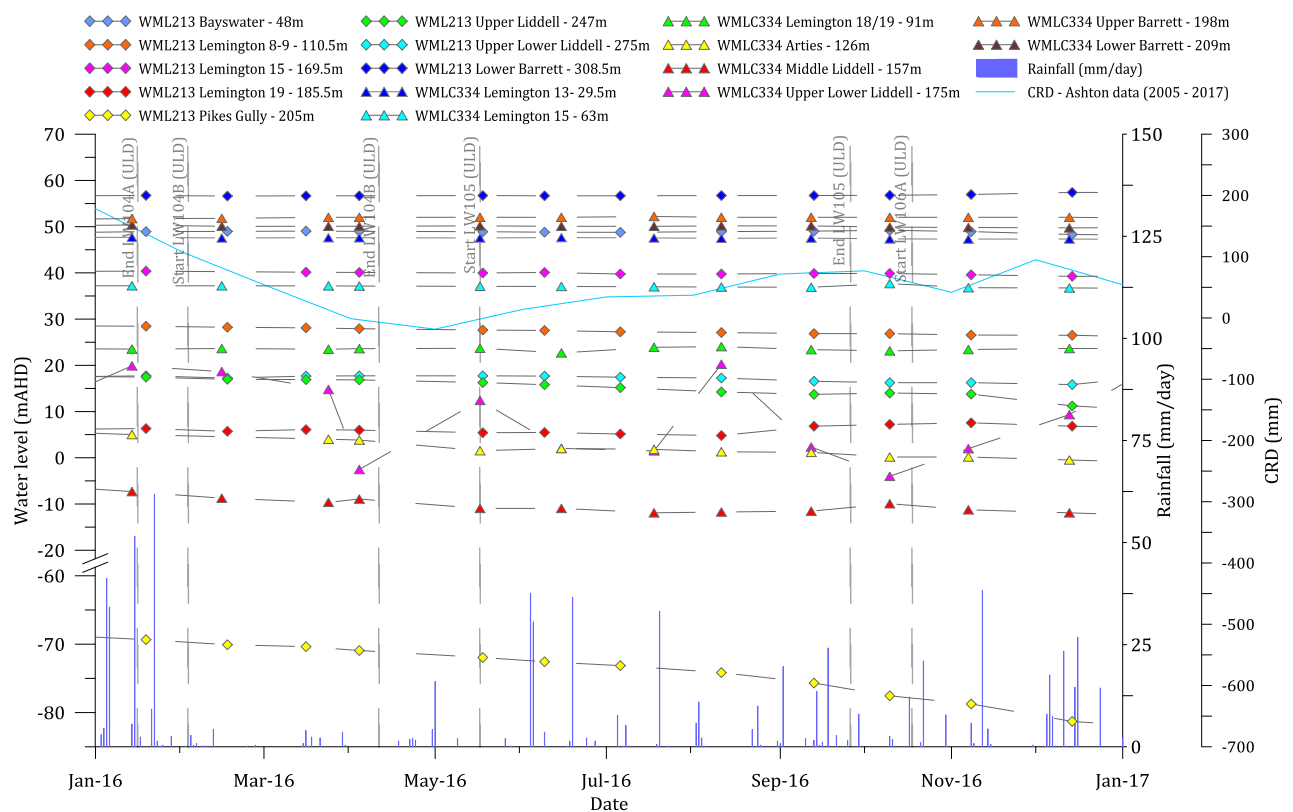 WML213 Bayswater - 48m
WML213 Lemington 8-9 - 110.5m
WML213 Lemington 15 - 169.5m
WML213 Lemington 19 - 185.5m
WML213 Pikes Gully - 205m
WML213 Upper Liddell - 247m
WML213 Upper Lower Liddell - 275m
WML213 Lower Barrett - 308.5m
WMLC334 Lemington 13- 29.5m
WMLC334 Lemington 15 - 63m
WMLC334 Lemington 18/19 - 91m
WMLC334 Arties - 126m
WMLC334 Middle Liddell - 157m
WMLC334 Upper Lower Liddell - 175m
WMLC334 Upper Barrett - 198m
WMLC334 Lower Barrett - 209m
Rainfall (mm/day)
CRD - Ashton data (2005 - 2017)
Water level (mAHD)
70
60
50
40
30
20
10
0
-10
-20
-60
-70
-80
End LW104A (ULD)
Start LW104B (ULD)
End LW104B (ULD)
Start LW105 (ULD)
End LW105 (ULD)
Start LW106A (ULD)
150
125
100
75
50
25
0
Rainfall (mm/day)
300
200
100
0
-100
-200
-300
-400
-500
-600
-700
CRD (mm)
Jan-16
Mar-16
May-16
Jul-16
Sep-16
Nov-16
Jan-17
Date